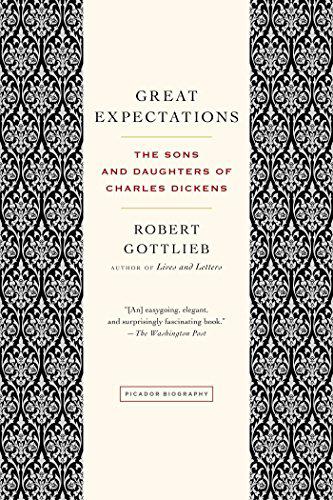 GREAT
EXPECTATIONS
THE SONS
AND DAUGHTERS OF
CHARLES DICKENS
ROBERT
GOTTLIEB
AUTHOR OF Lives and Letters
"[An] easygoing, elegant,
and surprisingly fascinating book."
—The Washington Post
PICADOR BIOGRAPHY